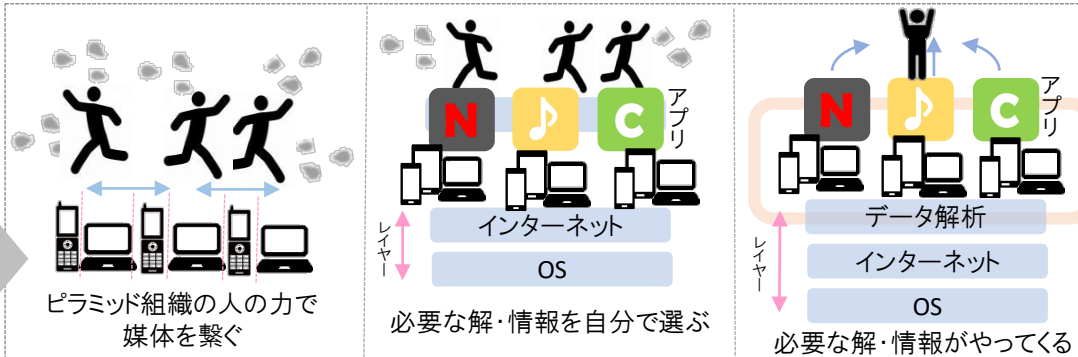 ピラミッド組織の人の力で
媒体を繋ぐ
N
♪
C
アプリ
レイヤー
インターネット
OS
必要な解・情報を自分で選ぶ
N
♪
C
アプリ
レイヤー
データ解析
インターネット
OS
必要な解・情報がやってくる